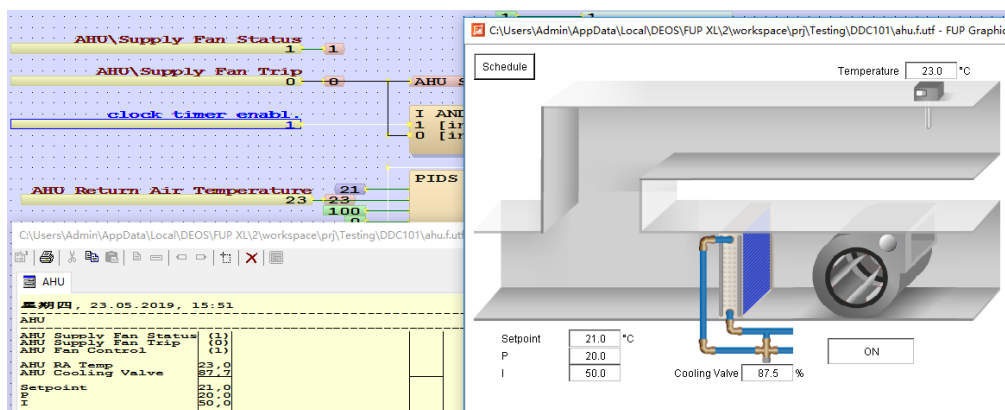 1 1
AHU\Supply Fan Status
1 1
AHU\Supply Fan Trip
0 0 AHU S
clock timer enabl.
1
I AND
1 [in
0 [in
PIDS
AHU Return Air Temperature 21
23 23
100
C:\Users\Admin\AppData\Local\DEOS\FUP XL\2\workspace\prj\Testing\DDC101\ahu.f.utf
AHU
星期四, 23.05.2019, 15:51
AHU
AHU Supply Fan Status (1)
AHU Supply Fan Trip (0)
AHU Fan Control (1)
AHU RA Temp 23,0
AHU Cooling Valve 87,7
Setpoint 21,0
P 20,0
I 50,0
C:\Users\Admin\AppData\Local\DEOS\FUP XL\2\workspace\prj\Testing\DDC101\ahu.f.utf - FUP Graphic
Schedule
Temperature 23.0 °C
Setpoint 21.0 °C
P 20.0
I 50.0
Cooling Valve 87.5 %
ON